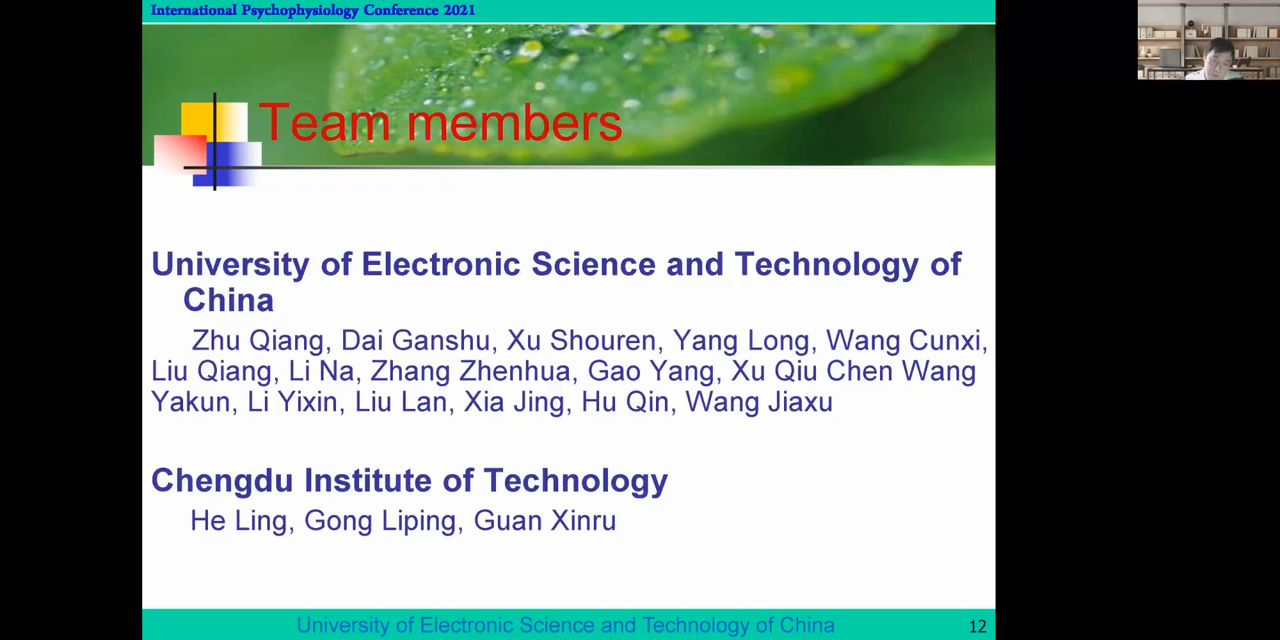 International Psychophysiology Conference 2021
Team members
University of Electronic Science and Technology of
China
Zhu Qiang, Dai Ganshu, Xu Shouren, Yang Long, Wang Cunxi,
Liu Qiang, Li Na, Zhang Zhenhua, Gao Yang, Xu Qiu Chen Wang
Yakun, Li Yixin, Liu Lan, Xia Jing, Hu Qin, Wang Jiaxu
Chengdu Institute of Technology
He Ling, Gong Liping, Guan Xinru
University of Electronic Science and Technology of China
12